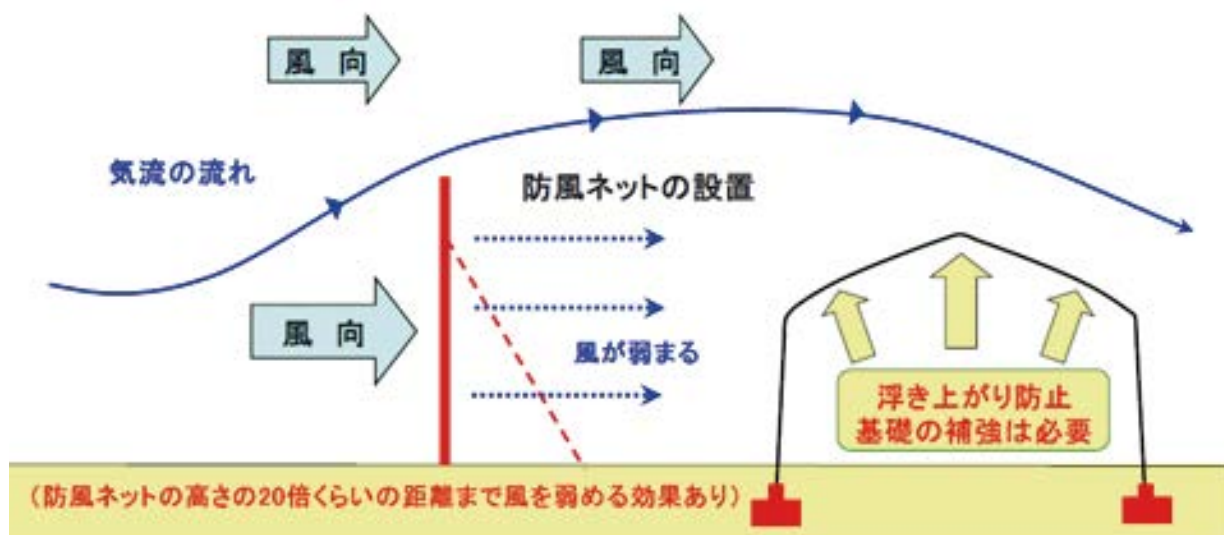 風 向
風 向
気流の流れ
防風ネットの設置
風 向
風が弱まる
浮き上がり防止
基礎の補強は必要
(防風ネットの高さの20倍くらいの距離まで風を弱める効果あり)